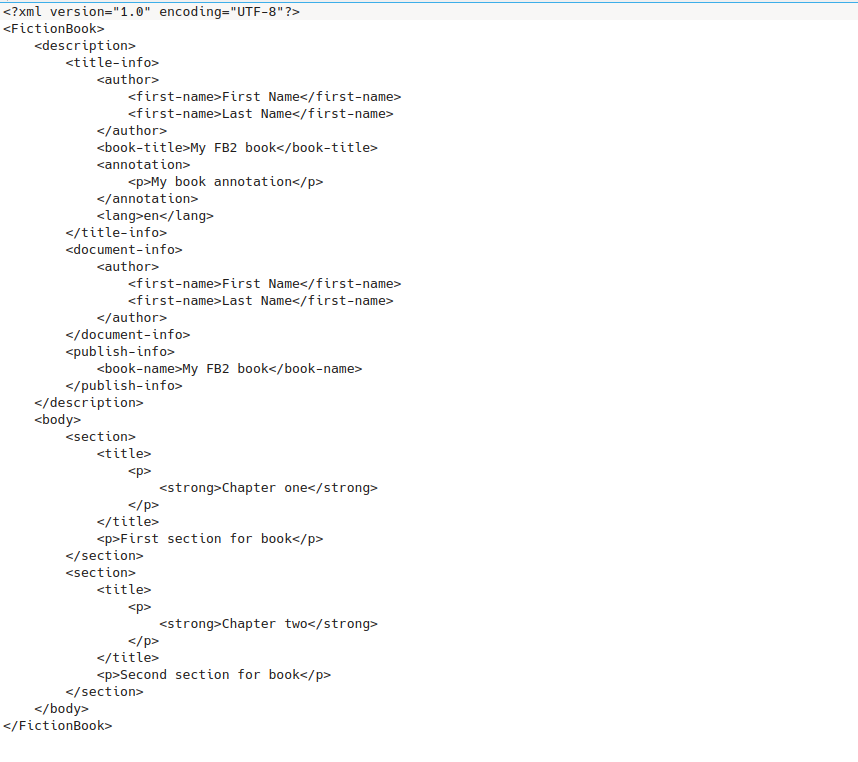 <?xml version="1.0" encoding="UTF-8"?>
<FictionBook>
    <description>
        <title-info>
            <author>
                <first-name>First Name</first-name>
                <first-name>Last Name</first-name>
            </author>
            <book-title>My FB2 book</book-title>
            <annotation>
                <p>My book annotation</p>
            </annotation>
            <lang>en</lang>
        </title-info>
        <document-info>
            <author>
                <first-name>First Name</first-name>
                <first-name>Last Name</first-name>
            </author>
        </document-info>
        <publish-info>
            <book-name>My FB2 book</book-name>
        </publish-info>
    </description>
    <body>
        <section>
            <title>
                <p>
                    <strong>Chapter one</strong>
                </p>
            </title>
            <p>First section for book</p>
        </section>
        <section>
            <title>
                <p>
                    <strong>Chapter two</strong>
                </p>
            </title>
            <p>Second section for book</p>
        </section>
    </body>
</FictionBook>